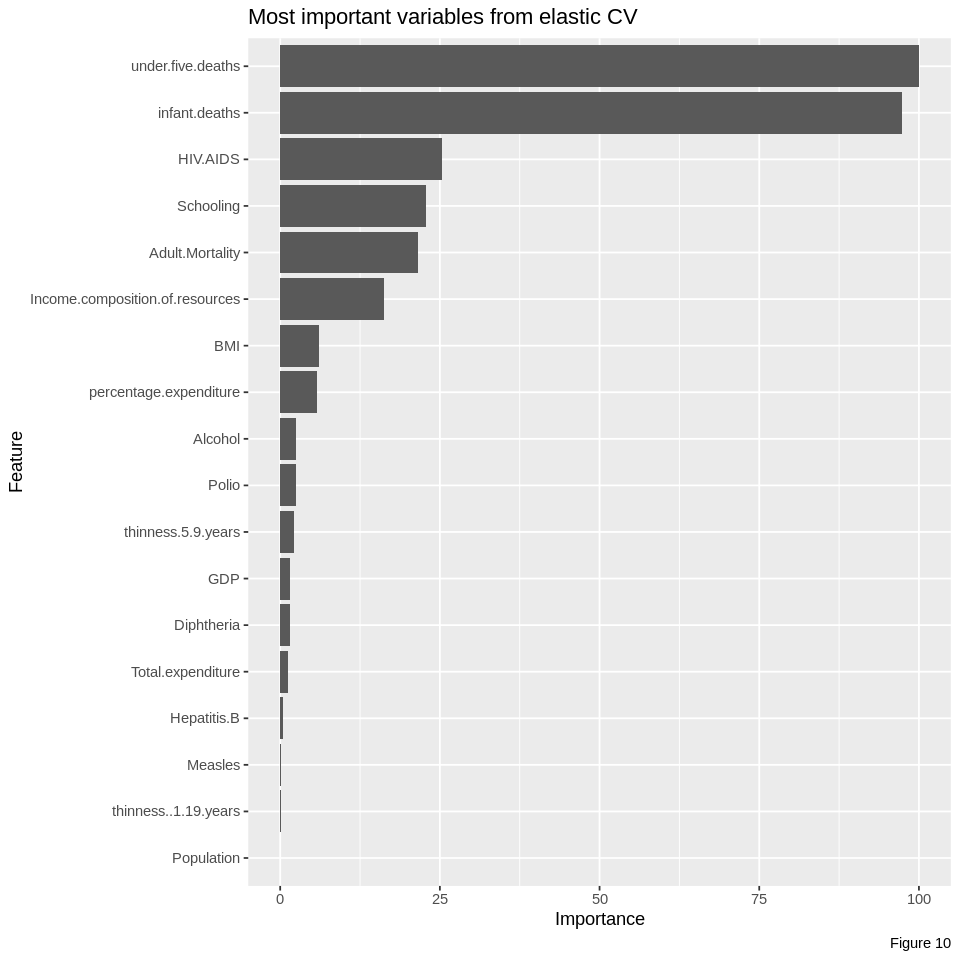 Most important variables from elastic CV
under.five.deaths
infant.deaths
HIV.AIDS
Schooling
Adult.Mortality
Income.composition.of.resources
BMI
percentage.expenditure
Alcohol
Polio
thinness.5.9.years
GDP
Diphtheria
Total.expenditure
Hepatitis.B
Measles
thinness..1.19.years
Population
Feature
0 25 50 75 100
Importance
Figure 10